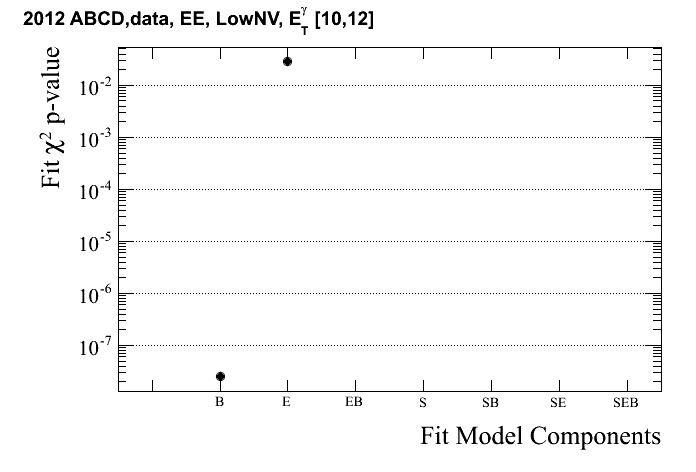 2012 ABCD,data, EE, LowNV, E_T^γ [10,12]
Fit χ² p-value
10⁻²
10⁻³
10⁻⁴
10⁻⁵
10⁻⁶
10⁻⁷
B E EB S SB SE SEB
Fit Model Components